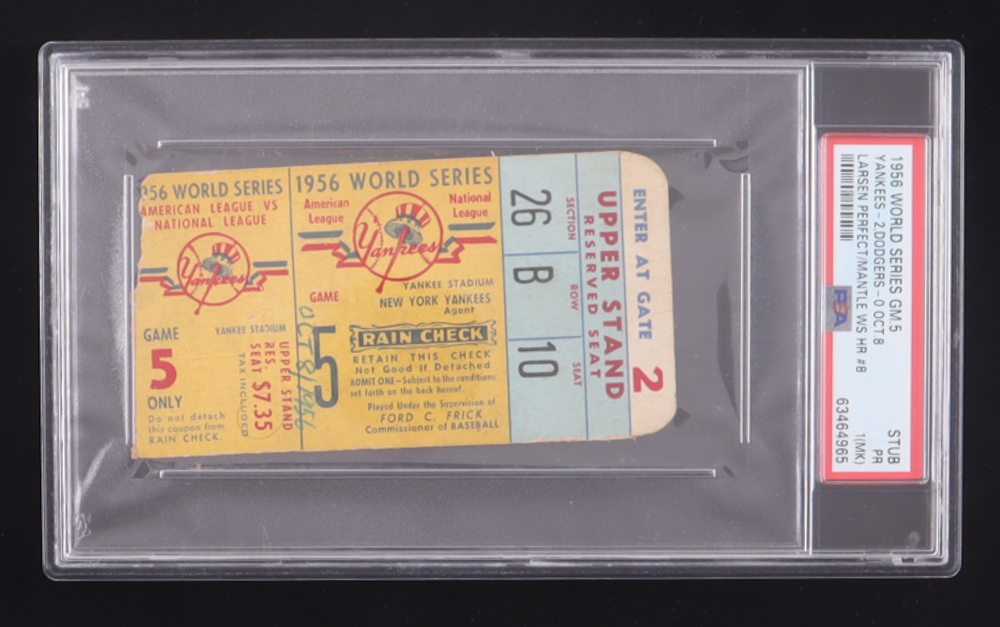 56 WORLD SERIES
AMERICAN LEAGUE VS
NATIONAL LEAGUE
Yankees
GAME
5
ONLY
YANKEE STADIUM
UPPER STAND
RES.
SEAT $7.35
TAX INCLUDED
Do not detach
this coupon from
RAIN CHECK.
1956 WORLD SERIES
American
League
National
League
Yankees
YANKEE STADIUM
NEW YORK YANKEES
Agent
GAME
5
OCT 8/1956
RAIN CHECK
RETAIN THIS CHECK
Not Good If Detached
ADMIT ONE—Subject to the conditions
set forth on the back hereof.
Played Under the Supervision of
FORD C. FRICK
Commissioner of BASEBALL
26 B 10
SECTION ROW SEAT
RESERVED SEAT
UPPER STAND
ENTER AT GATE 2
1956 WORLD SERIES GM.5
YANKEES-2,DODGERS-0 OCT.8
LARSEN PERFECT/MANTLE WS HR #8
STUB
PR
1(MK)
PSA
63464965